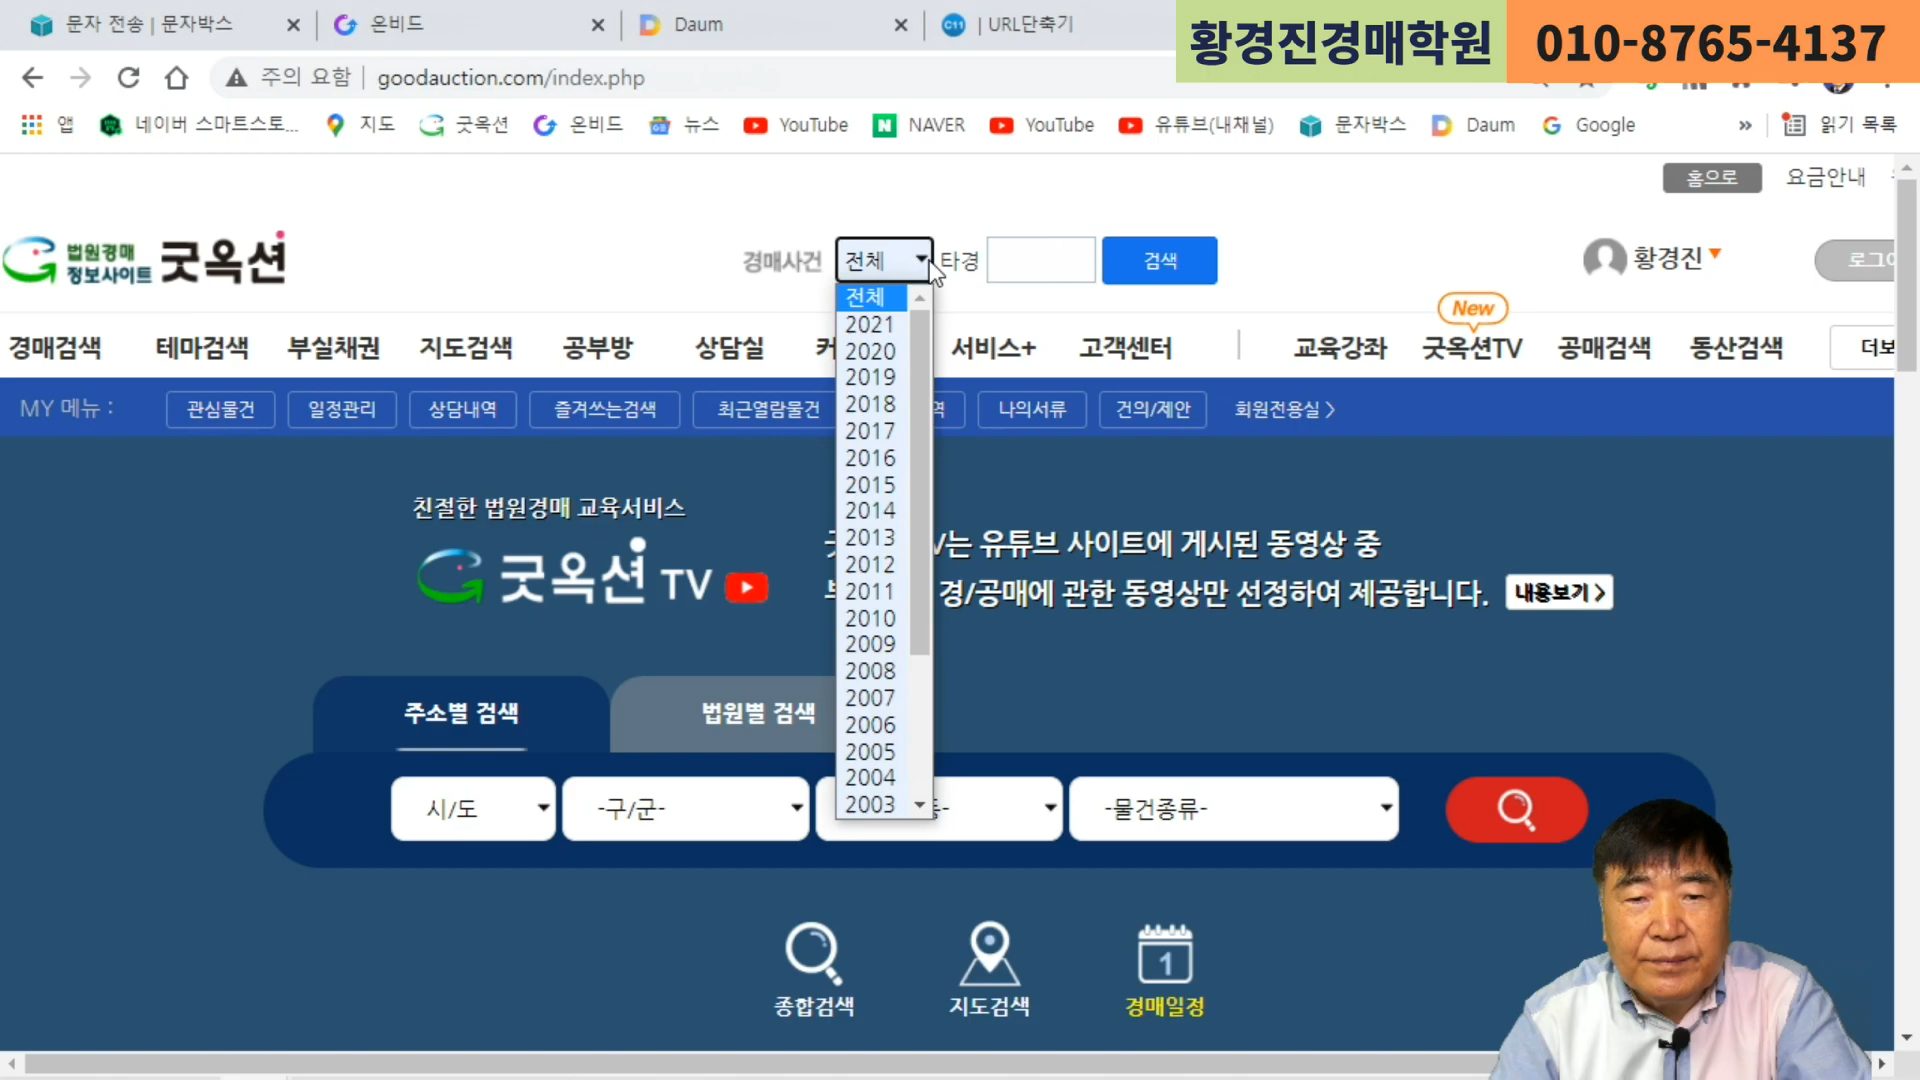 문자 전송 | 문자박스
온비드
Daum
| URL단축기
황경진경매학원
010-8765-4137
주의 요함
goodauction.com/index.php
앱
네이버 스마트스토...
지도
굿옥션
온비드
뉴스
YouTube
NAVER
YouTube
유튜브(내채널)
문자박스
Daum
Google
»
읽기 목록
홈으로
요금안내
법원경매
정보사이트
굿옥션
경매사건
전체
타경
검색
황경진
로그
전체
2021
2020
2019
2018
2017
2016
2015
2014
2013
2012
2011
2010
2009
2008
2007
2006
2005
2004
2003
New
경매검색
테마검색
부실채권
지도검색
공부방
상담실
커
서비스+
고객센터
교육강좌
굿옥션TV
공매검색
동산검색
더보
MY 메뉴 :
관심물건
일정관리
상담내역
즐겨쓰는검색
최근열람물건
역
나의서류
건의/제안
회원전용실 >
친절한 법원경매 교육서비스
굿옥션 TV
V는 유튜브 사이트에 게시된 동영상 중
경/공매에 관한 동영상만 선정하여 제공합니다.
내용보기 >
주소별 검색
법원별 검색
시/도
-구/군-
-물건종류-
종합검색
지도검색
1
경매일정